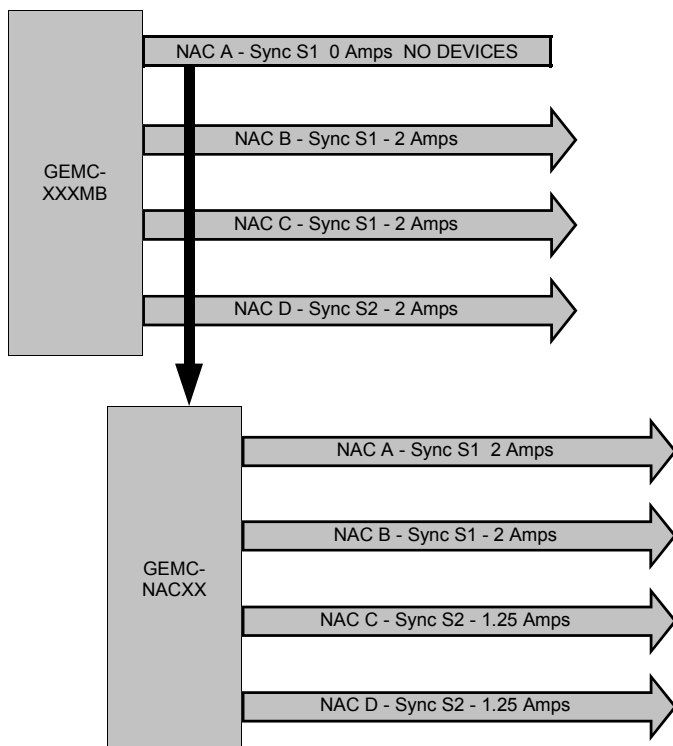 NAC A - Sync S1  0 Amps  NO DEVICES
NAC B - Sync S1 - 2 Amps
GEMC-
XXXMB
NAC C - Sync S1 - 2 Amps
NAC D - Sync S2 - 2 Amps
NAC A - Sync S1  2 Amps
NAC B - Sync S1 - 2 Amps
GEMC-
NACXX
NAC C - Sync S2 - 1.25 Amps
NAC D - Sync S2 - 1.25 Amps